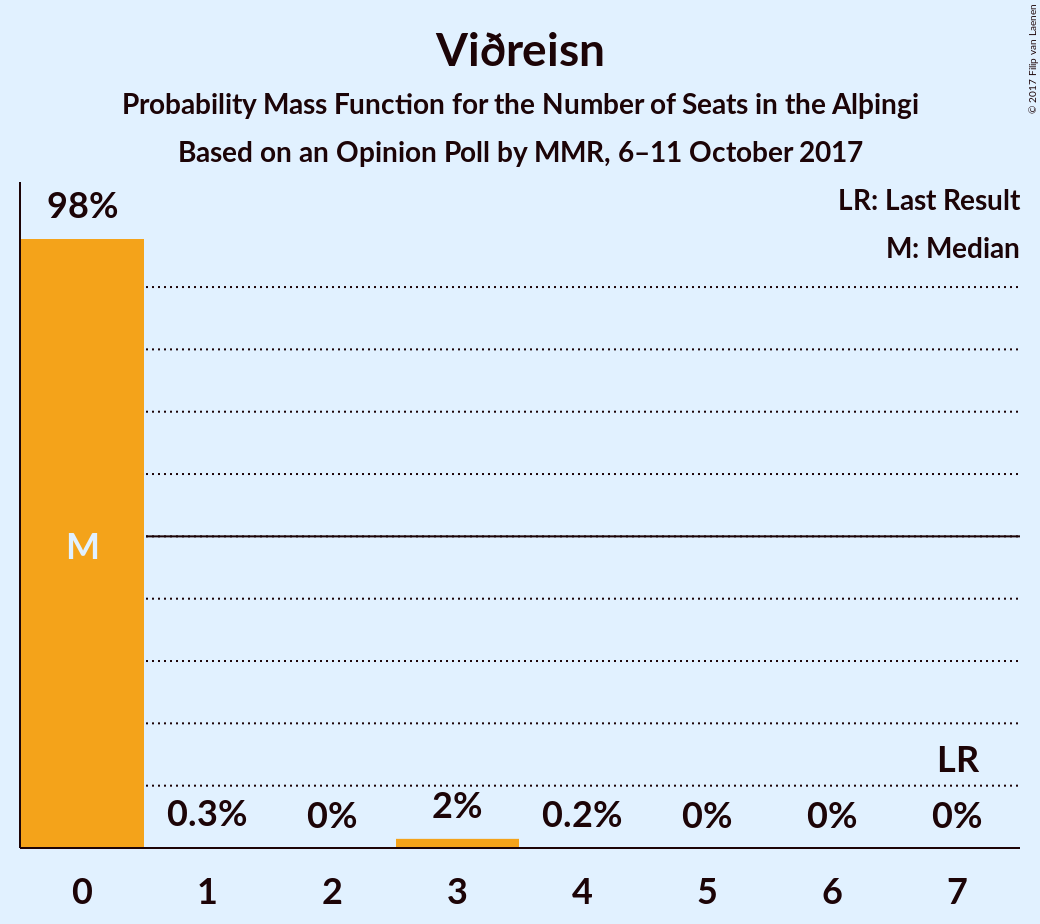 Viðreisn
Probability Mass Function for the Number of Seats in the Alþingi
Based on an Opinion Poll by MMR, 6–11 October 2017
© 2017 Filip van Laenen
LR: Last Result
M: Median
98%
M
LR
0.3%
0%
2%
0.2%
0%
0%
0%
0 1 2 3 4 5 6 7